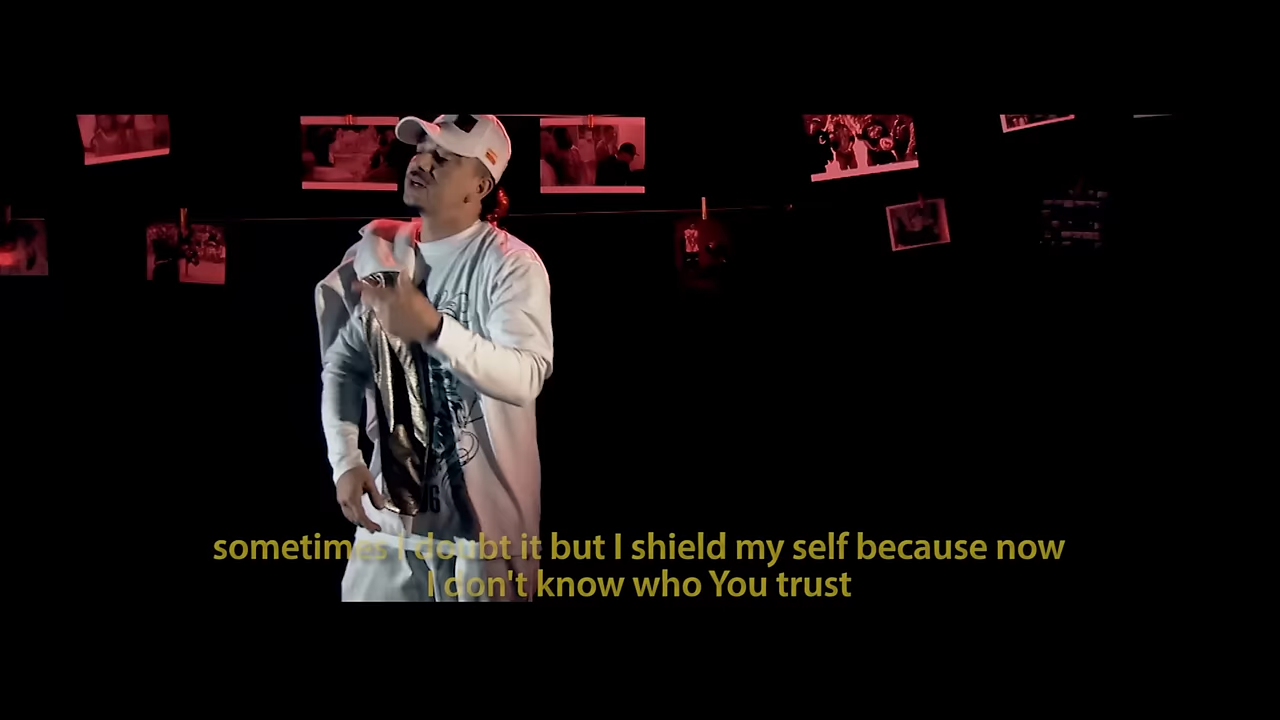 sometimes I doubt it but I shield my self because now
I don't know who You trust